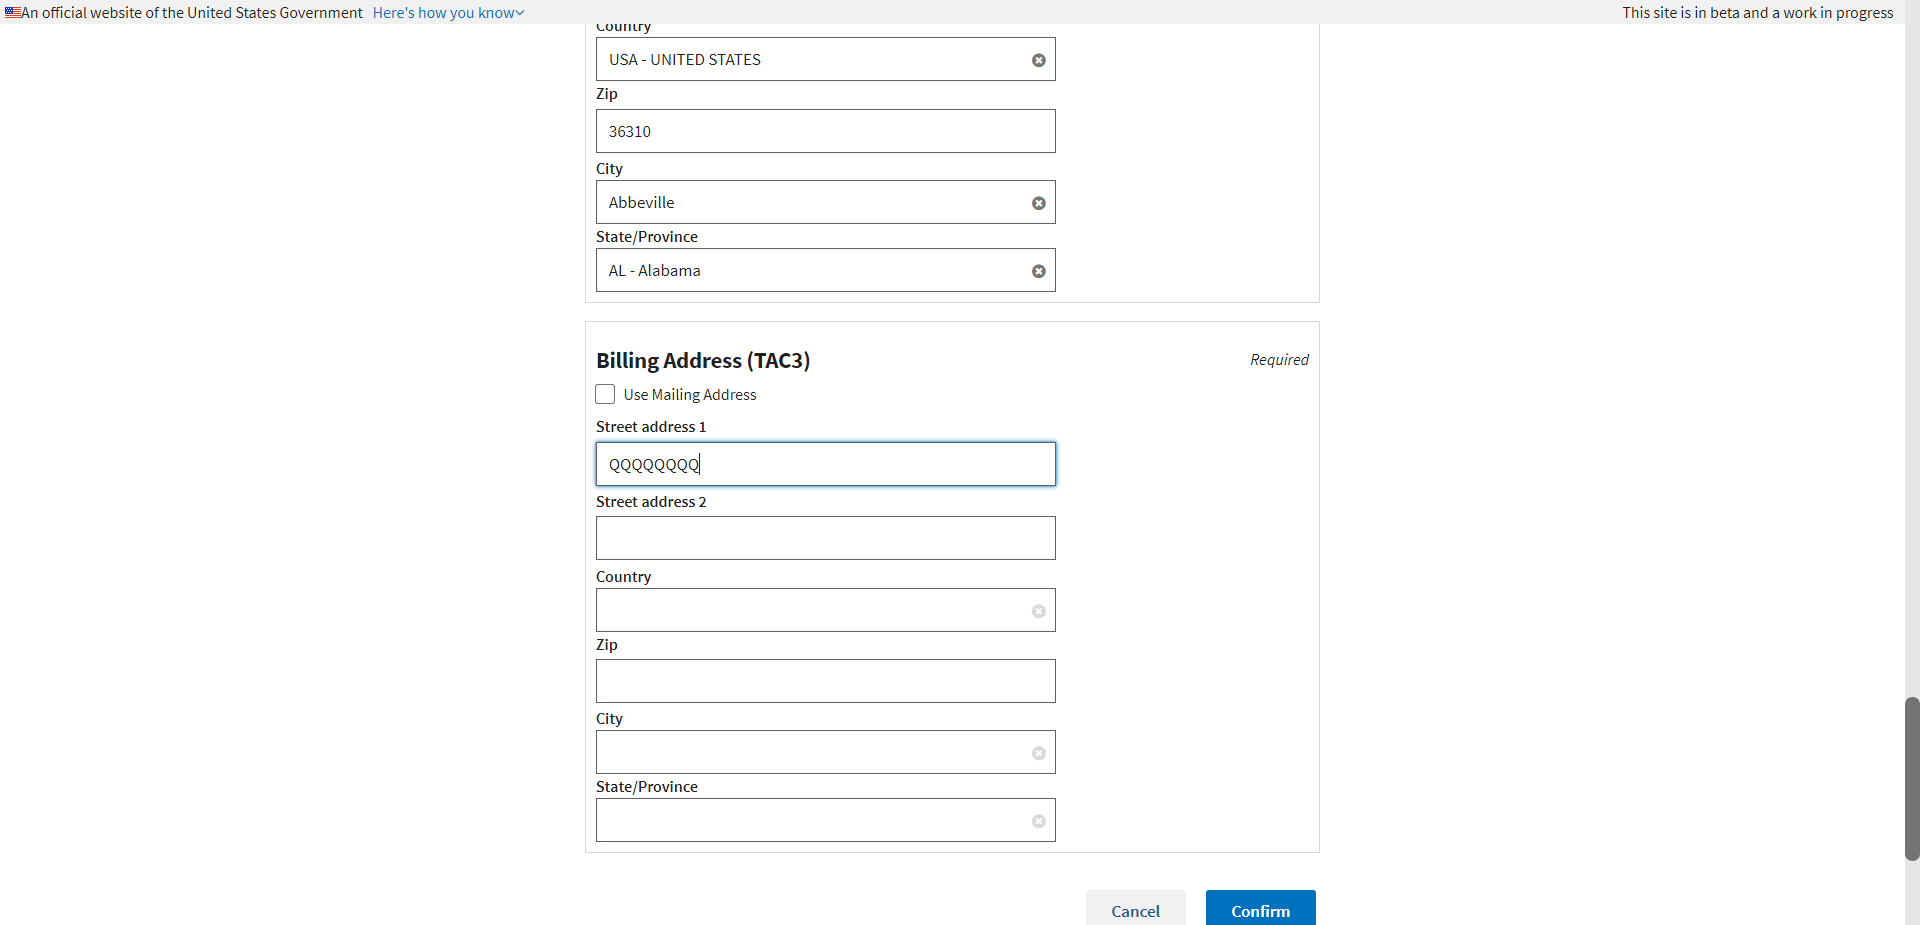 An official website of the United States Government Here's how you know
This site is in beta and a work in progress
Country
USA - UNITED STATES
Zip
36310
City
Abbeville
State/Province
AL - Alabama
Billing Address (TAC3)
Required
Use Mailing Address
Street address 1
QQQQQQQQ
Street address 2
Country
Zip
City
State/Province
Cancel
Confirm